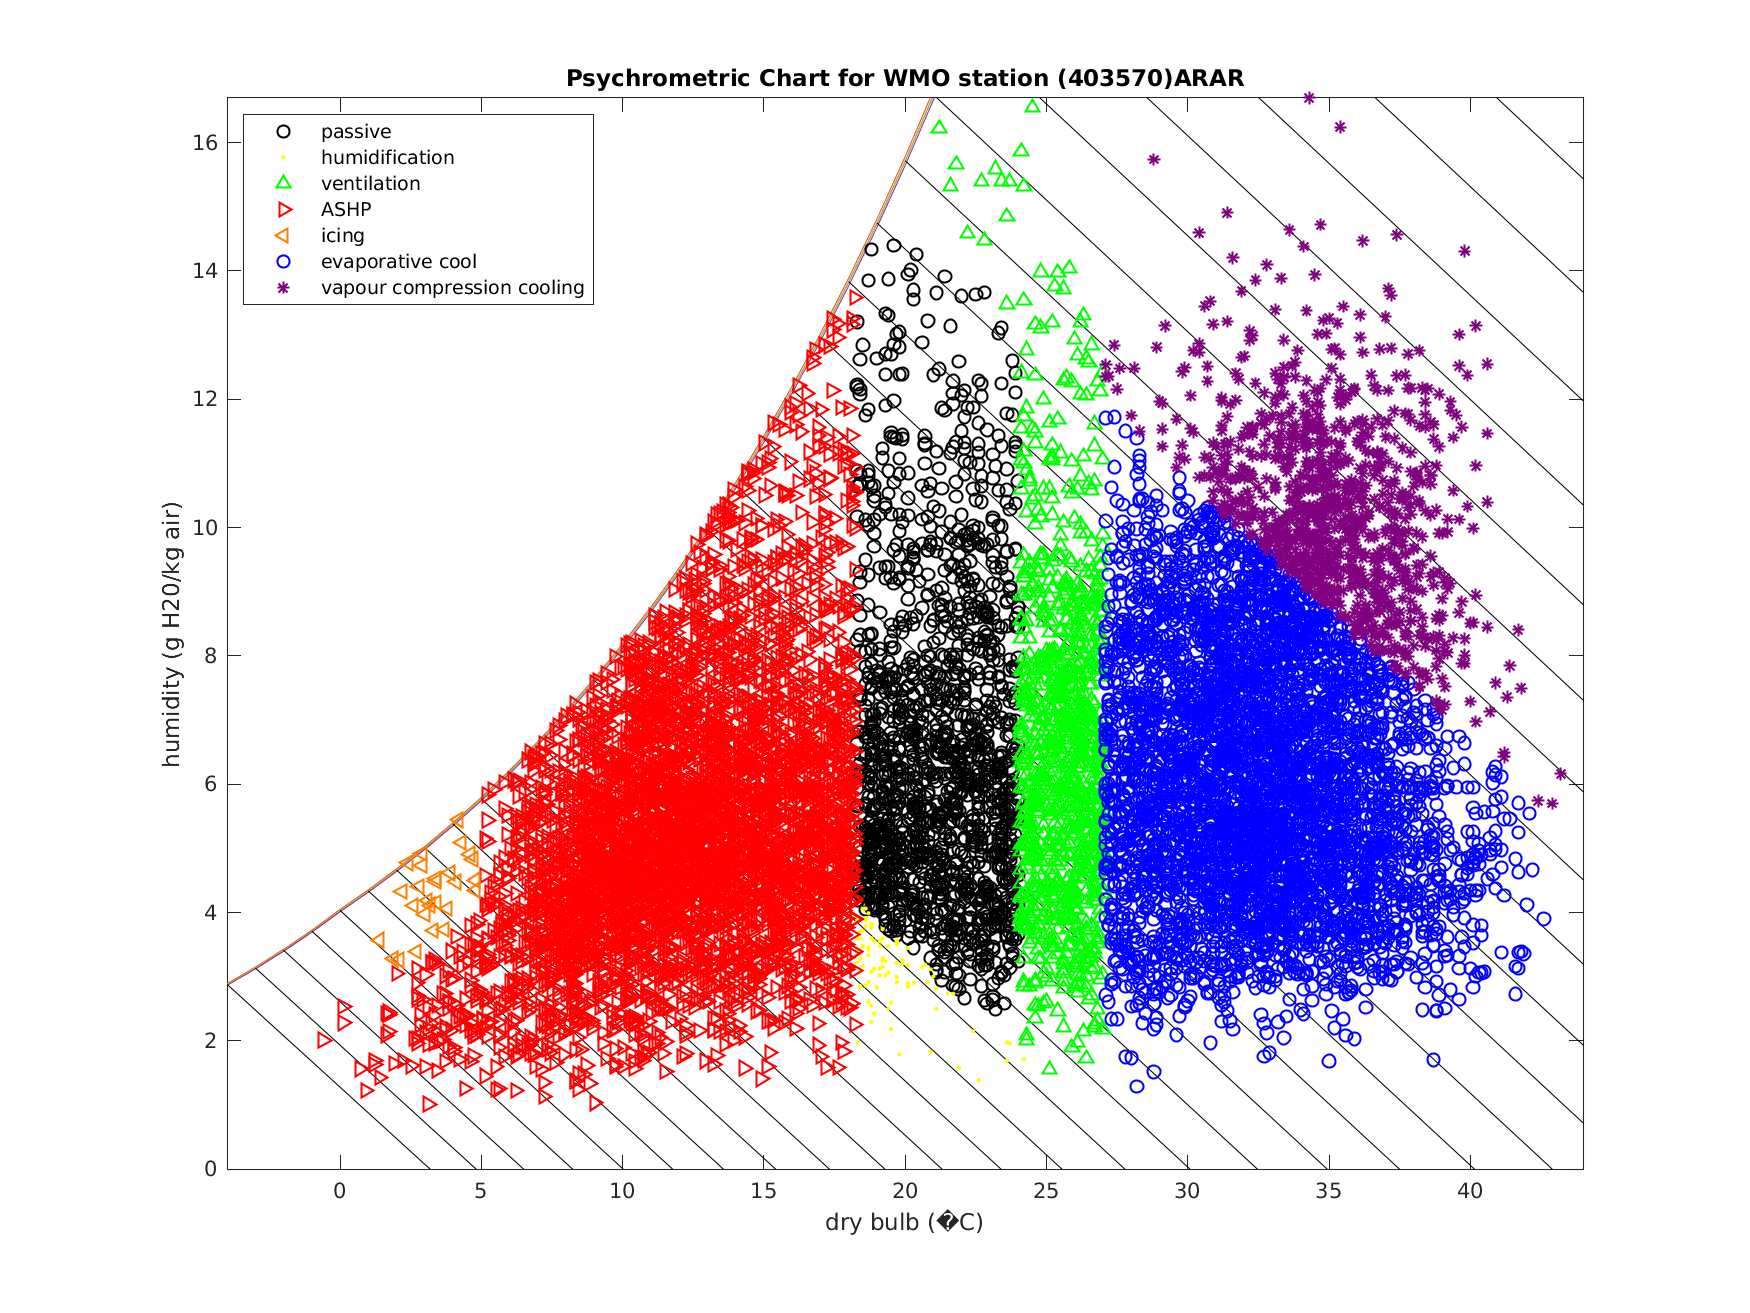 Psychrometric Chart for WMO station (403570)ARAR
passive
humidification
ventilation
ASHP
icing
evaporative cool
vapour compression cooling
humidity (g H20/kg air)
16
14
12
10
8
6
4
2
0
0 5 10 15 20 25 30 35 40
dry bulb (�C)